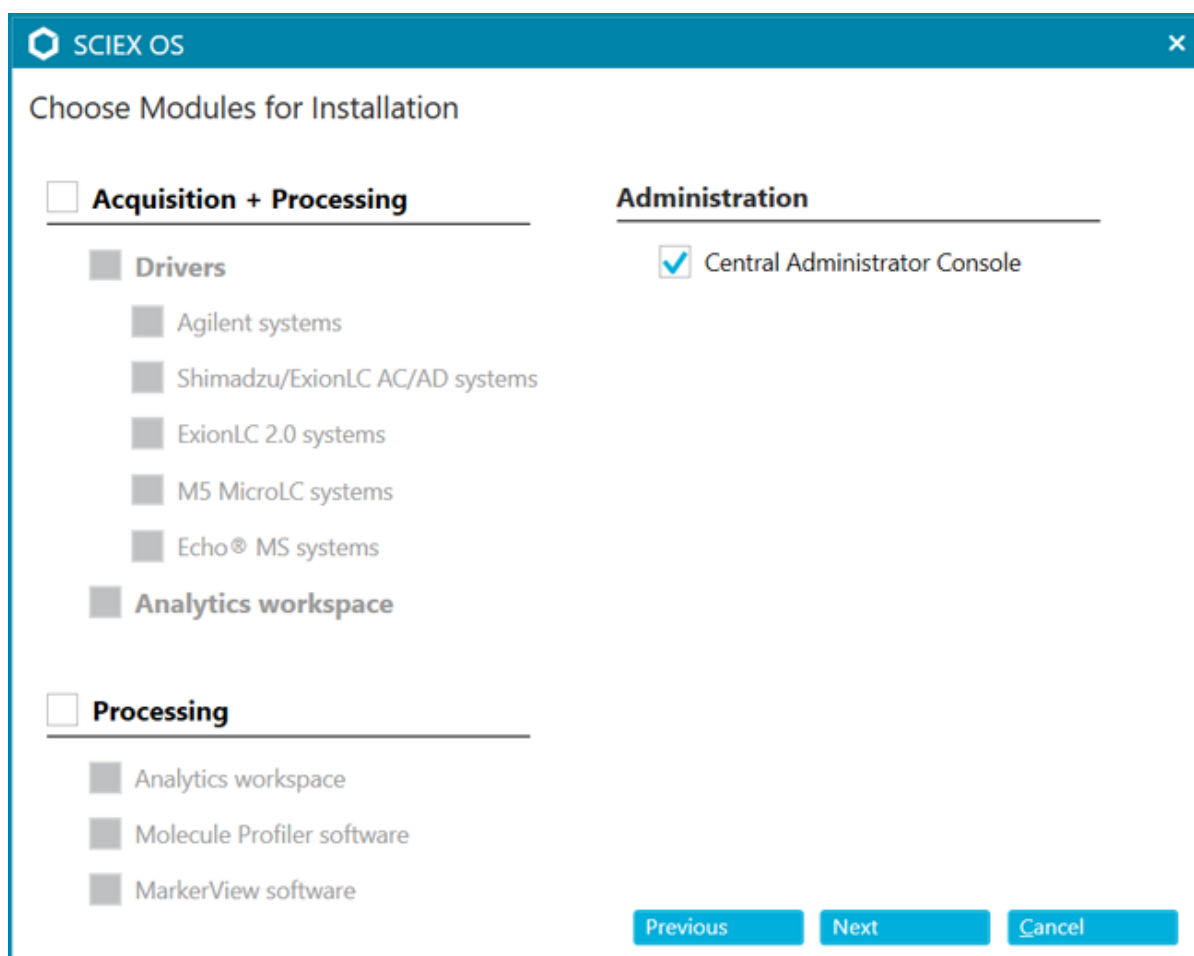 SCIEX OS
Choose Modules for Installation
Acquisition + Processing
Drivers
Agilent systems
Shimadzu/ExionLC AC/AD systems
ExionLC 2.0 systems
M5 MicroLC systems
Echo® MS systems
Analytics workspace
Processing
Analytics workspace
Molecule Profiler software
MarkerView software
Administration
Central Administrator Console
Previous
Next
Cancel